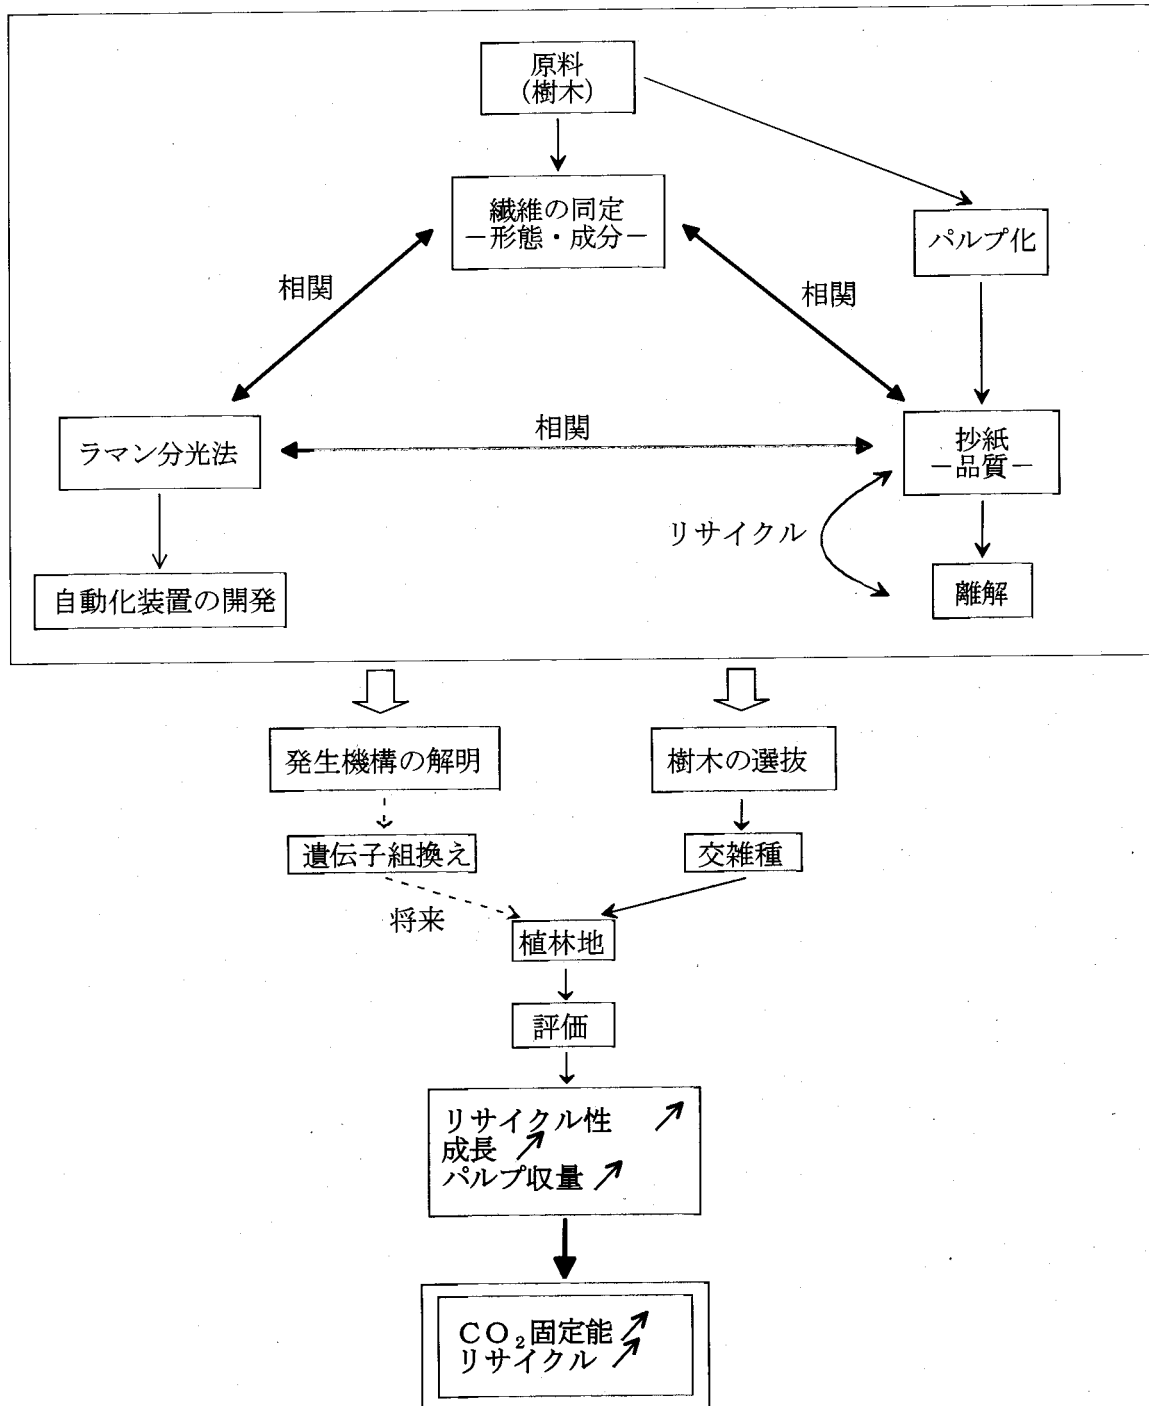 原料
(樹木)
繊維の同定
－形態・成分－
パルプ化
相関
相関
相関
ラマン分光法
抄紙
－品質－
リサイクル
自動化装置の開発
離解
発生機構の解明
樹木の選抜
遺伝子組換え
交雑種
将来
植林地
評価
リサイクル性 ↗
成長 ↗
パルプ収量 ↗
CO₂固定能 ↗
リサイクル ↗